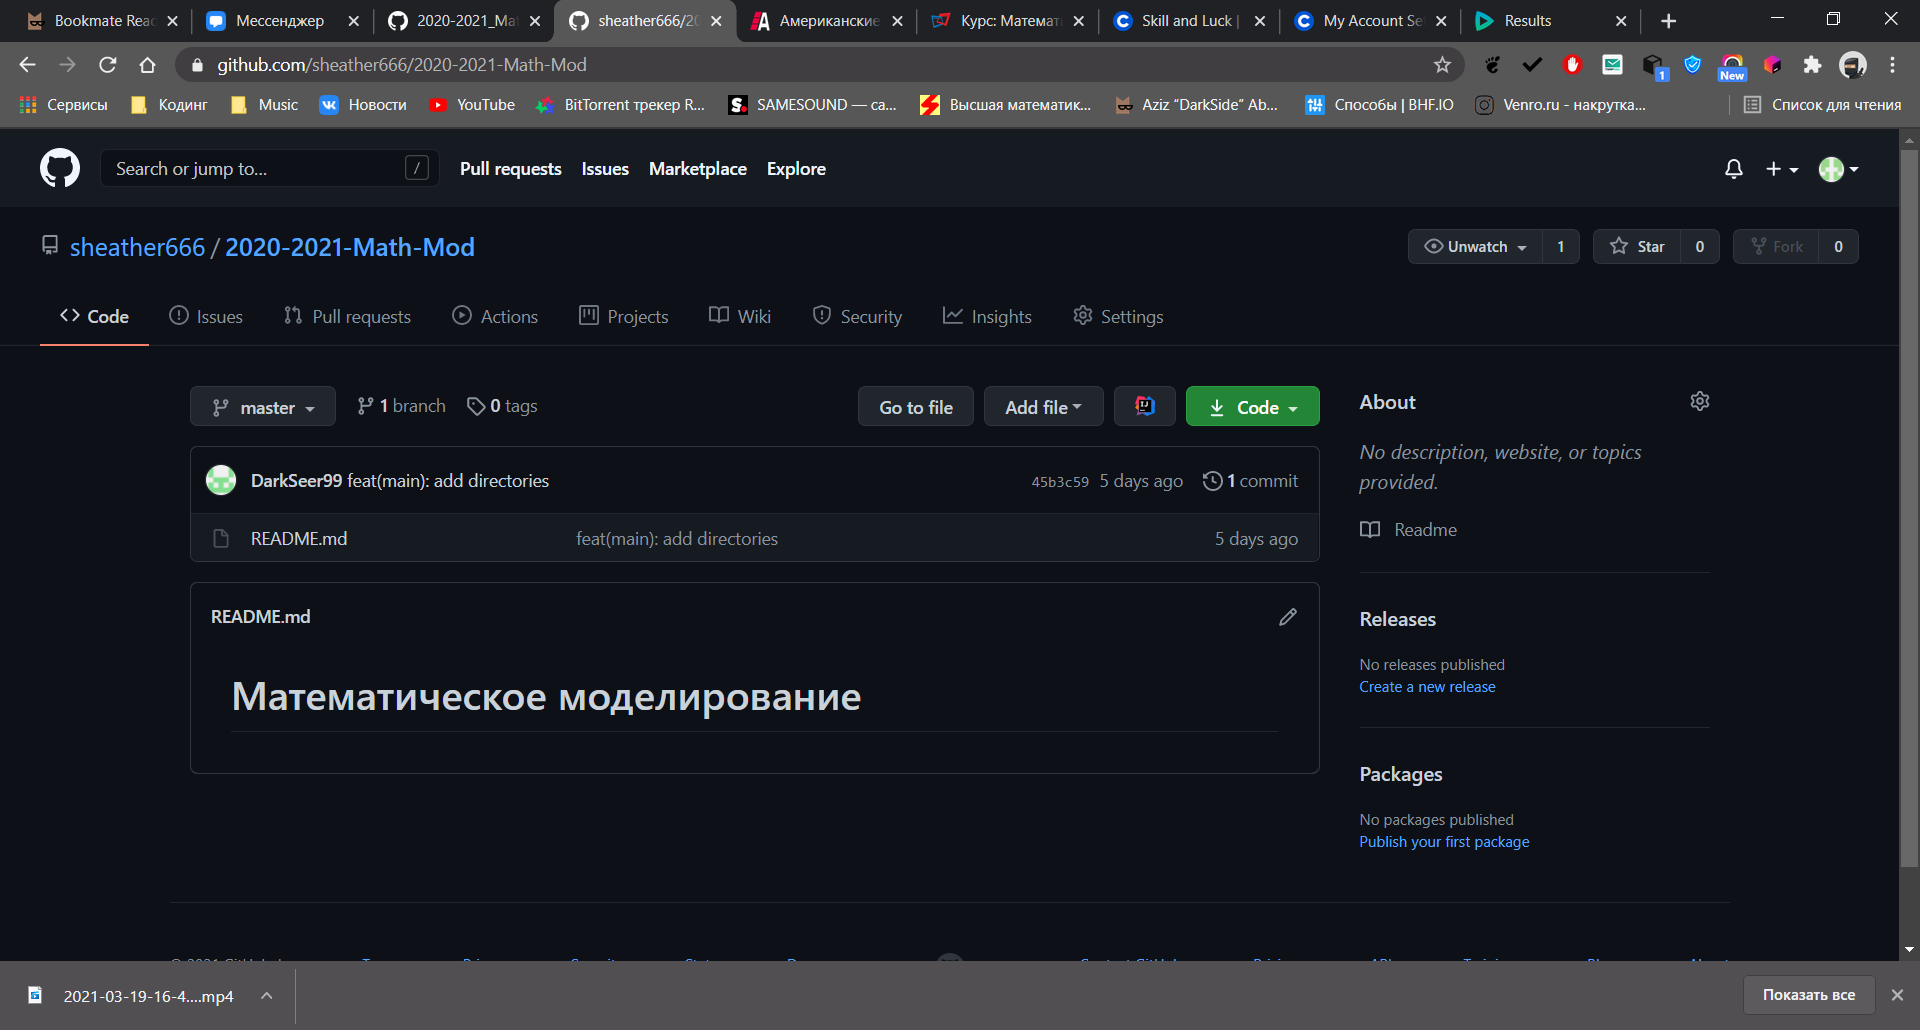 Bookmate Rea
Мессенджер
2020-2021_Ma
sheather666/20
Американские
Курс: Матема
Skill and Luck |
My Account Se
Results
github.com/sheather666/2020-2021-Math-Mod
1
New
Сервисы
Кодинг
Music
Новости
YouTube
BitTorrent трекер R...
SAMESOUND — са...
Высшая математик...
Aziz "DarkSide" Ab...
Способы | BHF.IO
Venro.ru - накрутка...
Список для чтения
Search or jump to...
/
Pull requests
Issues
Marketplace
Explore
sheather666 / 2020-2021-Math-Mod
Unwatch 1
Star 0
Fork 0
Code
Issues
Pull requests
Actions
Projects
Wiki
Security
Insights
Settings
master
1 branch
0 tags
Go to file
Add file
Code
DarkSeer99 feat(main): add directories
45b3c59 5 days ago
1 commit
README.md
feat(main): add directories
5 days ago
README.md
Математическое моделирование
About
No description, website, or topics
provided.
Readme
Releases
No releases published
Create a new release
Packages
No packages published
Publish your first package
2021-03-19-16-4....mp4
Показать все